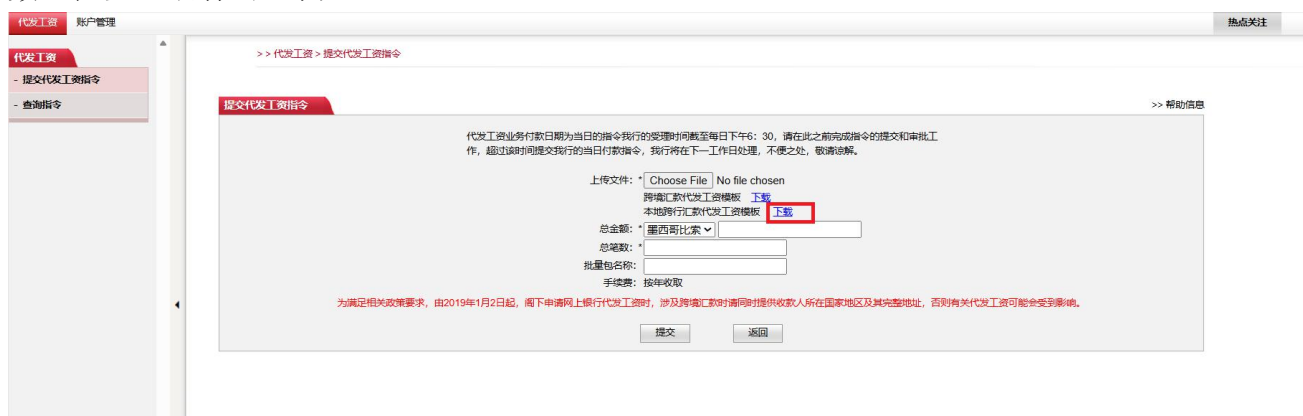 代发工资 账户管理 热点关注
代发工资
- 提交代发工资指令
- 查询指令
>> 代发工资 > 提交代发工资指令
提交代发工资指令 >> 帮助信息
代发工资业务付款日期为当日的指令我行的受理时间截至每日下午6：30，请在此之前完成指令的提交和审批工
作，超过该时间提交我行的当日付款指令，我行将在下一工作日处理，不便之处，敬请谅解。
上传文件：* Choose File No file chosen
跨境汇款代发工资模板 下载
本地跨行汇款代发工资模板 下载
总金额：* 墨西哥比索
总笔数：*
批量包名称：
手续费：按年收取
为满足相关政策要求，由2019年1月2日起，阁下申请网上银行代发工资时，涉及跨境汇款时请同时提供收款人所在国家地区及其完整地址，否则有关代发工资可能会受到影响。
提交 返回